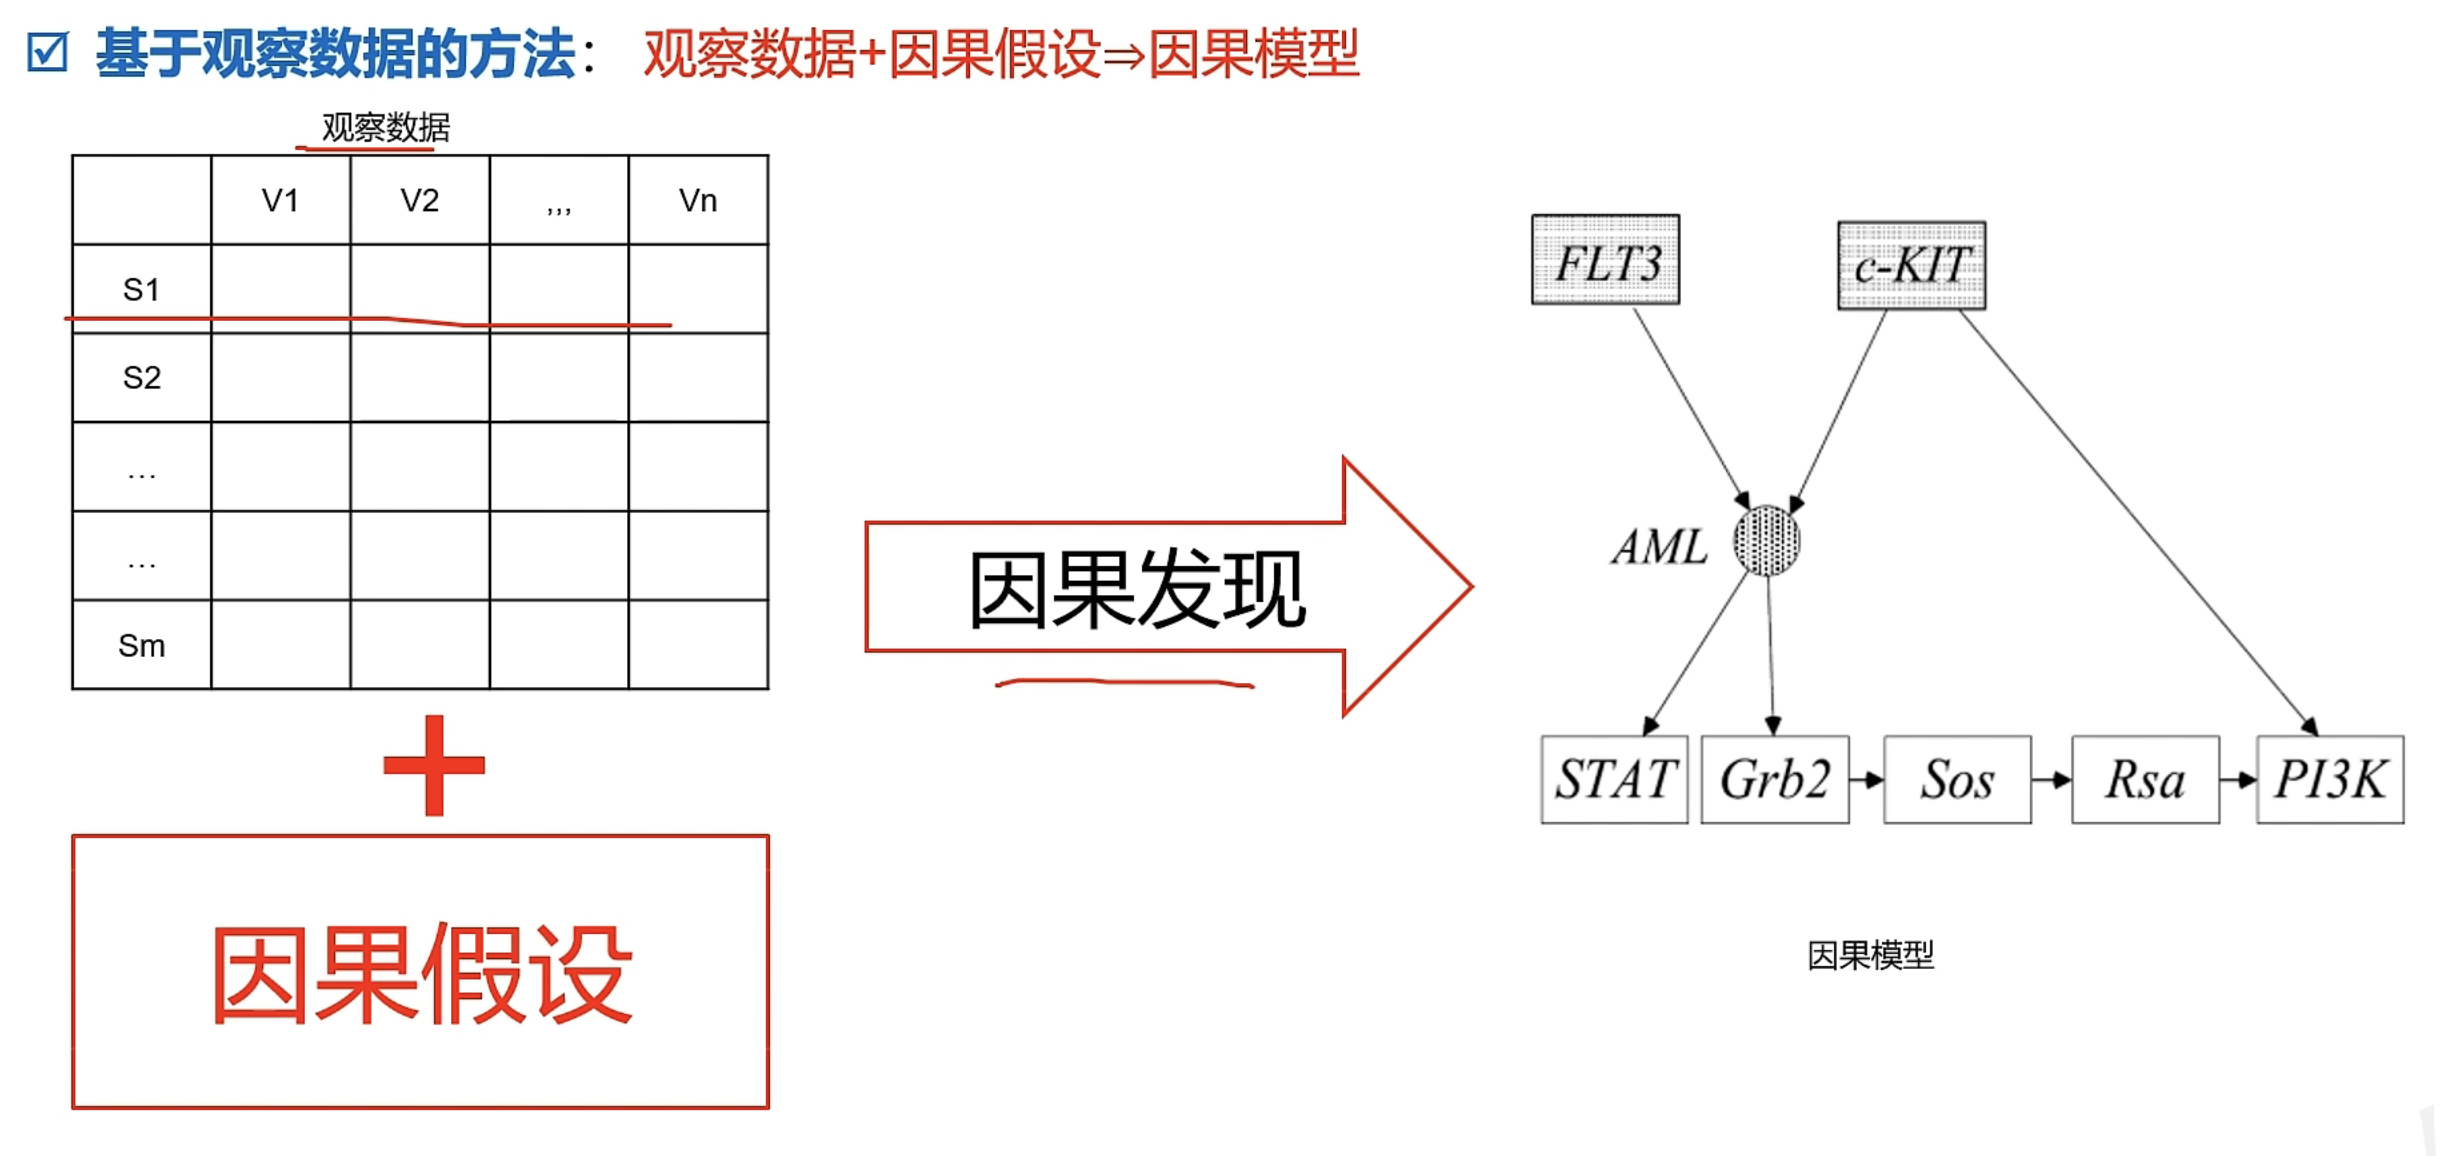 基于观察数据的方法： 观察数据+因果假设⇒因果模型
观察数据
V1 V2 ,,, Vn
S1
S2
...
...
Sm
因果假设
因果发现
FLT3 c-KIT
AML
STAT Grb2 Sos Rsa PI3K
因果模型